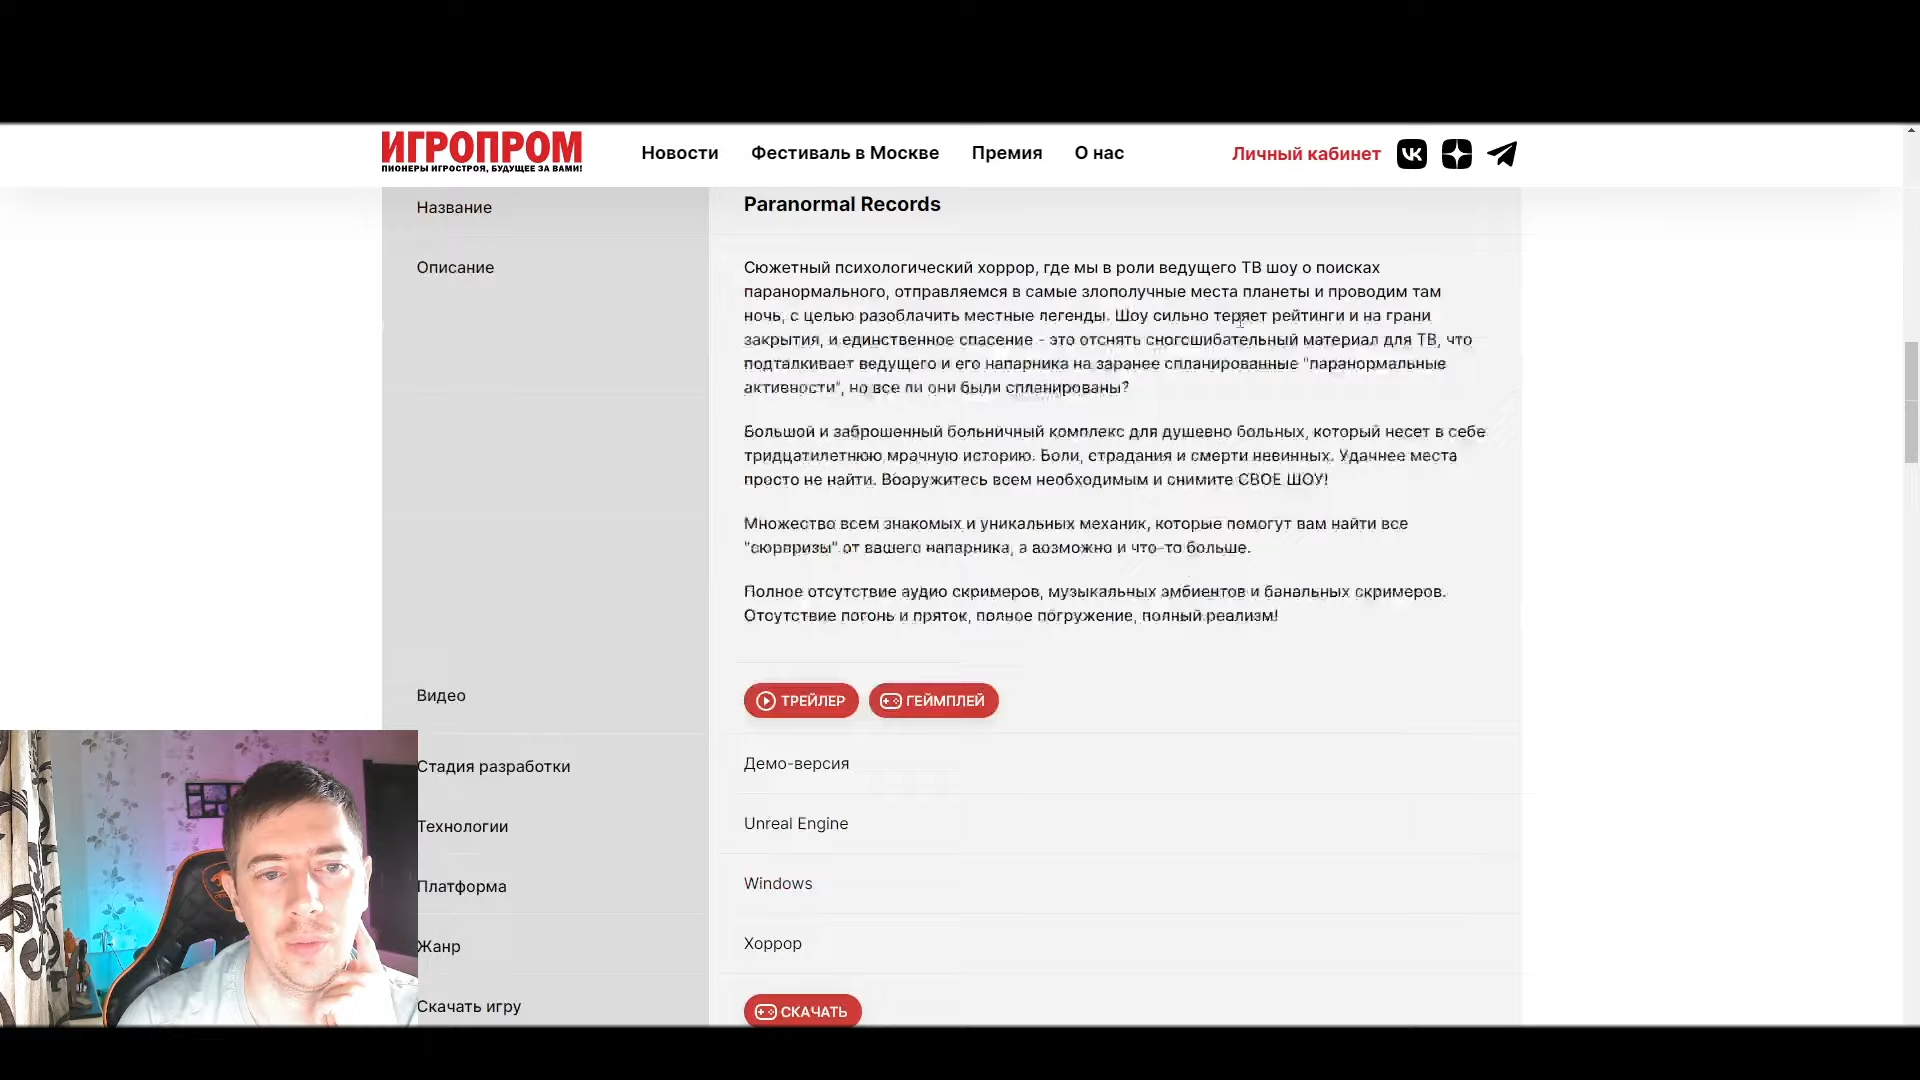 ИГРОПРОМ
ПИОНЕРЫ ИГРОСТРОЯ, БУДУЩЕЕ ЗА ВАМИ!
Новости
Фестиваль в Москве
Премия
О нас
Личный кабинет
Название
Paranormal Records
Описание
Сюжетный психологический хоррор, где мы в роли ведущего ТВ шоу о поисках
паранормального, отправляемся в самые злополучные места планеты и проводим там
ночь, с целью разоблачить местные легенды. Шоу сильно теряет рейтинги и на грани
закрытия, и единственное спасение - это отснять сногсшибательный материал для ТВ, что
подталкивает ведущего и его напарника на заранее спланированные "паранормальные
активности", но все ли они были спланированы?
Большой и заброшенный больничный комплекс для душевно больных, который несет в себе
тридцатилетнюю мрачную историю. Боли, страдания и смерти невинных. Удачнее места
просто не найти. Вооружитесь всем необходимым и снимите СВОЕ ШОУ!
Множество всем знакомых и уникальных механик, которые помогут вам найти все
"сюрпризы" от вашего напарника, а возможно и что-то больше.
Полное отсутствие аудио скримеров, музыкальных эмбиентов и банальных скримеров.
Отсутствие погонь и пряток, полное погружение, полный реализм!
Видео
ТРЕЙЛЕР
ГЕЙМПЛЕЙ
Стадия разработки
Демо-версия
Технологии
Unreal Engine
Платформа
Windows
Жанр
Хоррор
Скачать игру
СКАЧАТЬ